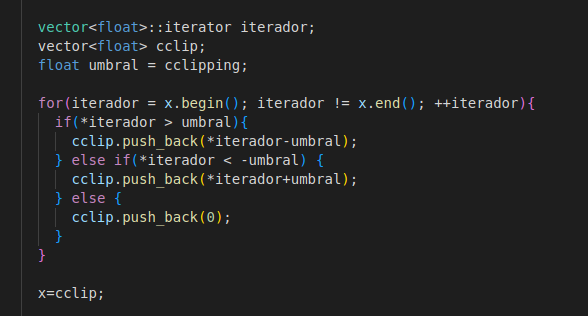 vector<float>::iterator iterador;
vector<float> cclip;
float umbral = cclipping;
for(iterador = x.begin(); iterador != x.end(); ++iterador){
if(*iterador > umbral){
cclip.push_back(*iterador-umbral);
} else if(*iterador < -umbral) {
cclip.push_back(*iterador+umbral);
} else {
cclip.push_back(0);
}
}
x=cclip;